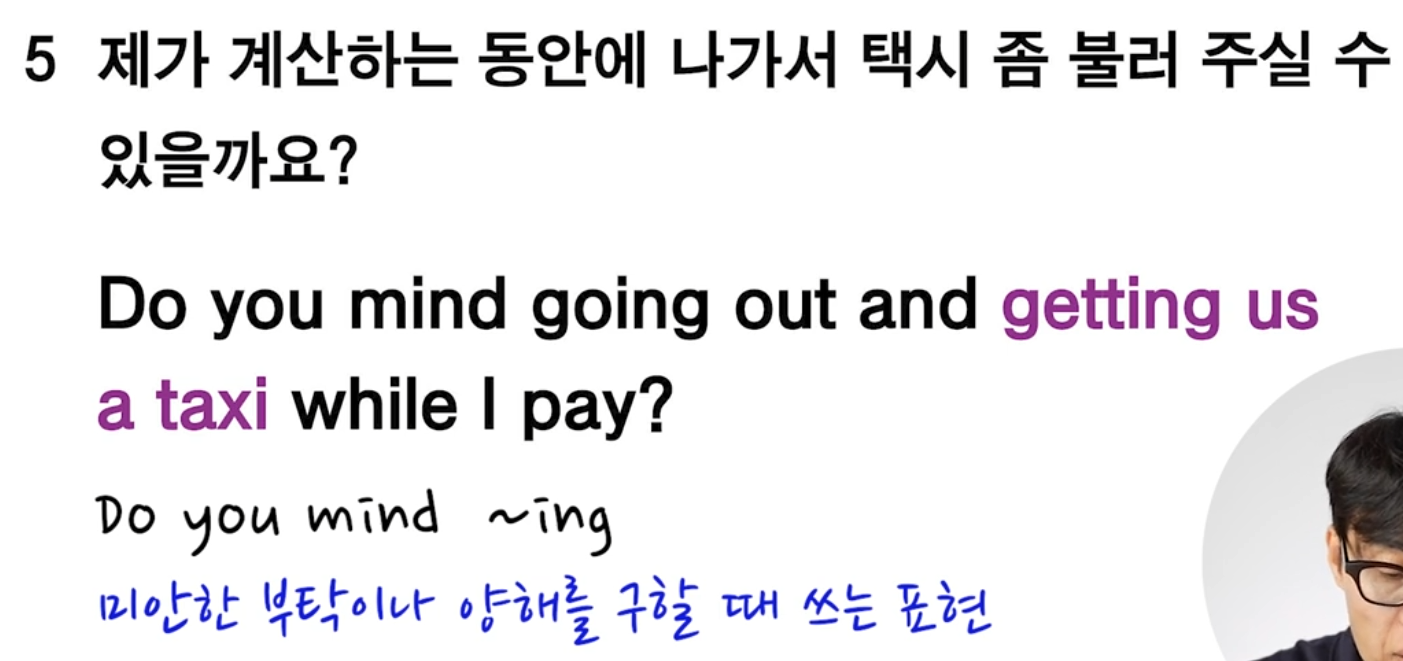 5 제가 계산하는 동안에 나가서 택시 좀 불러 주실 수
있을까요?
Do you mind going out and getting us
a taxi while I pay?
Do you mind ~ing
미안한 부탁이나 양해를 구할 때 쓰는 표현